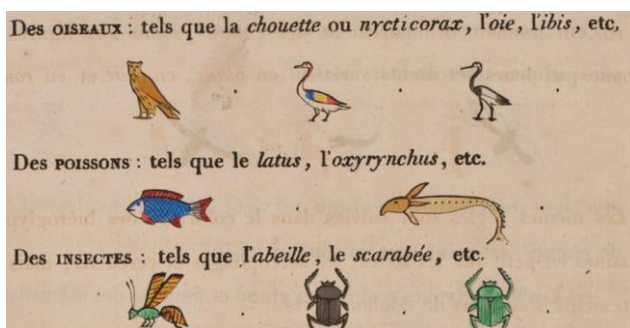 Des OISEAUX : tels que la chouette ou nycticorax, l'oie, l'ibis, etc.
Des POISSONS : tels que le latus, l'oxyrynchus, etc.
Des INSECTES : tels que l'abeille, le scarabée, etc.